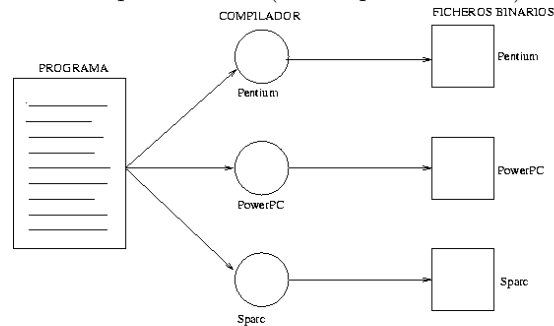 COMPILADOR
FICHEROS BINARIOS
PROGRAMA
Pentium
Pentium
PowerPC
PowerPC
Sparc
Sparc